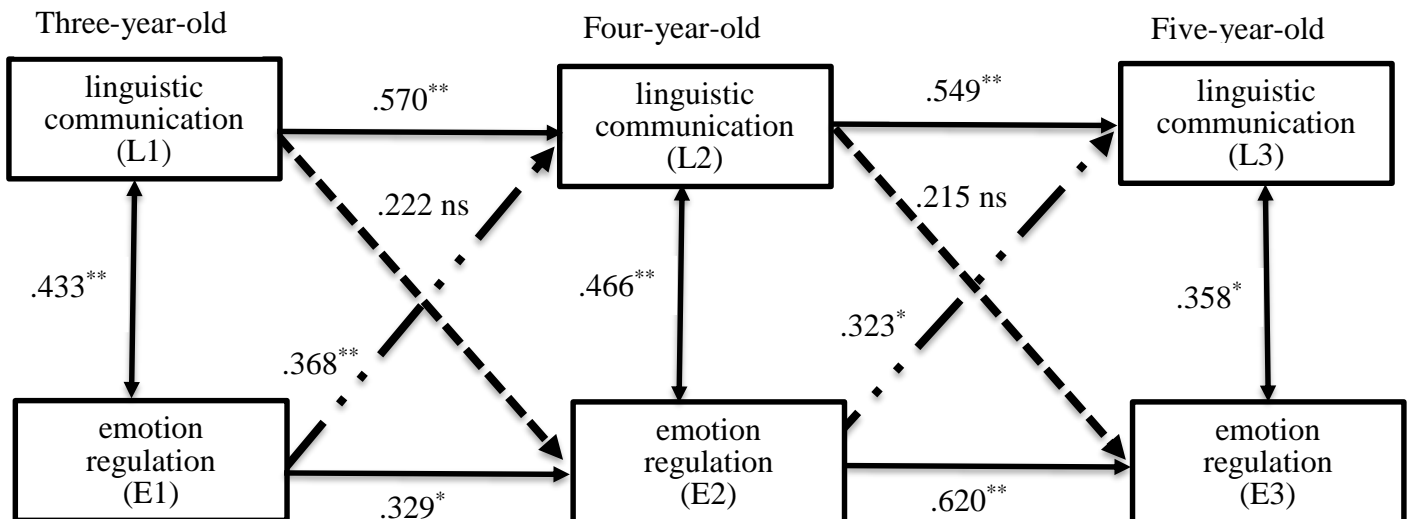 Three-year-old
Four-year-old
Five-year-old
linguistic
communication
(L1)
.570**
linguistic
communication
(L2)
.549**
linguistic
communication
(L3)
.222 ns
.215 ns
.433**
.466**
.358*
.368**
.323*
emotion
regulation
(E1)
.329*
emotion
regulation
(E2)
.620**
emotion
regulation
(E3)